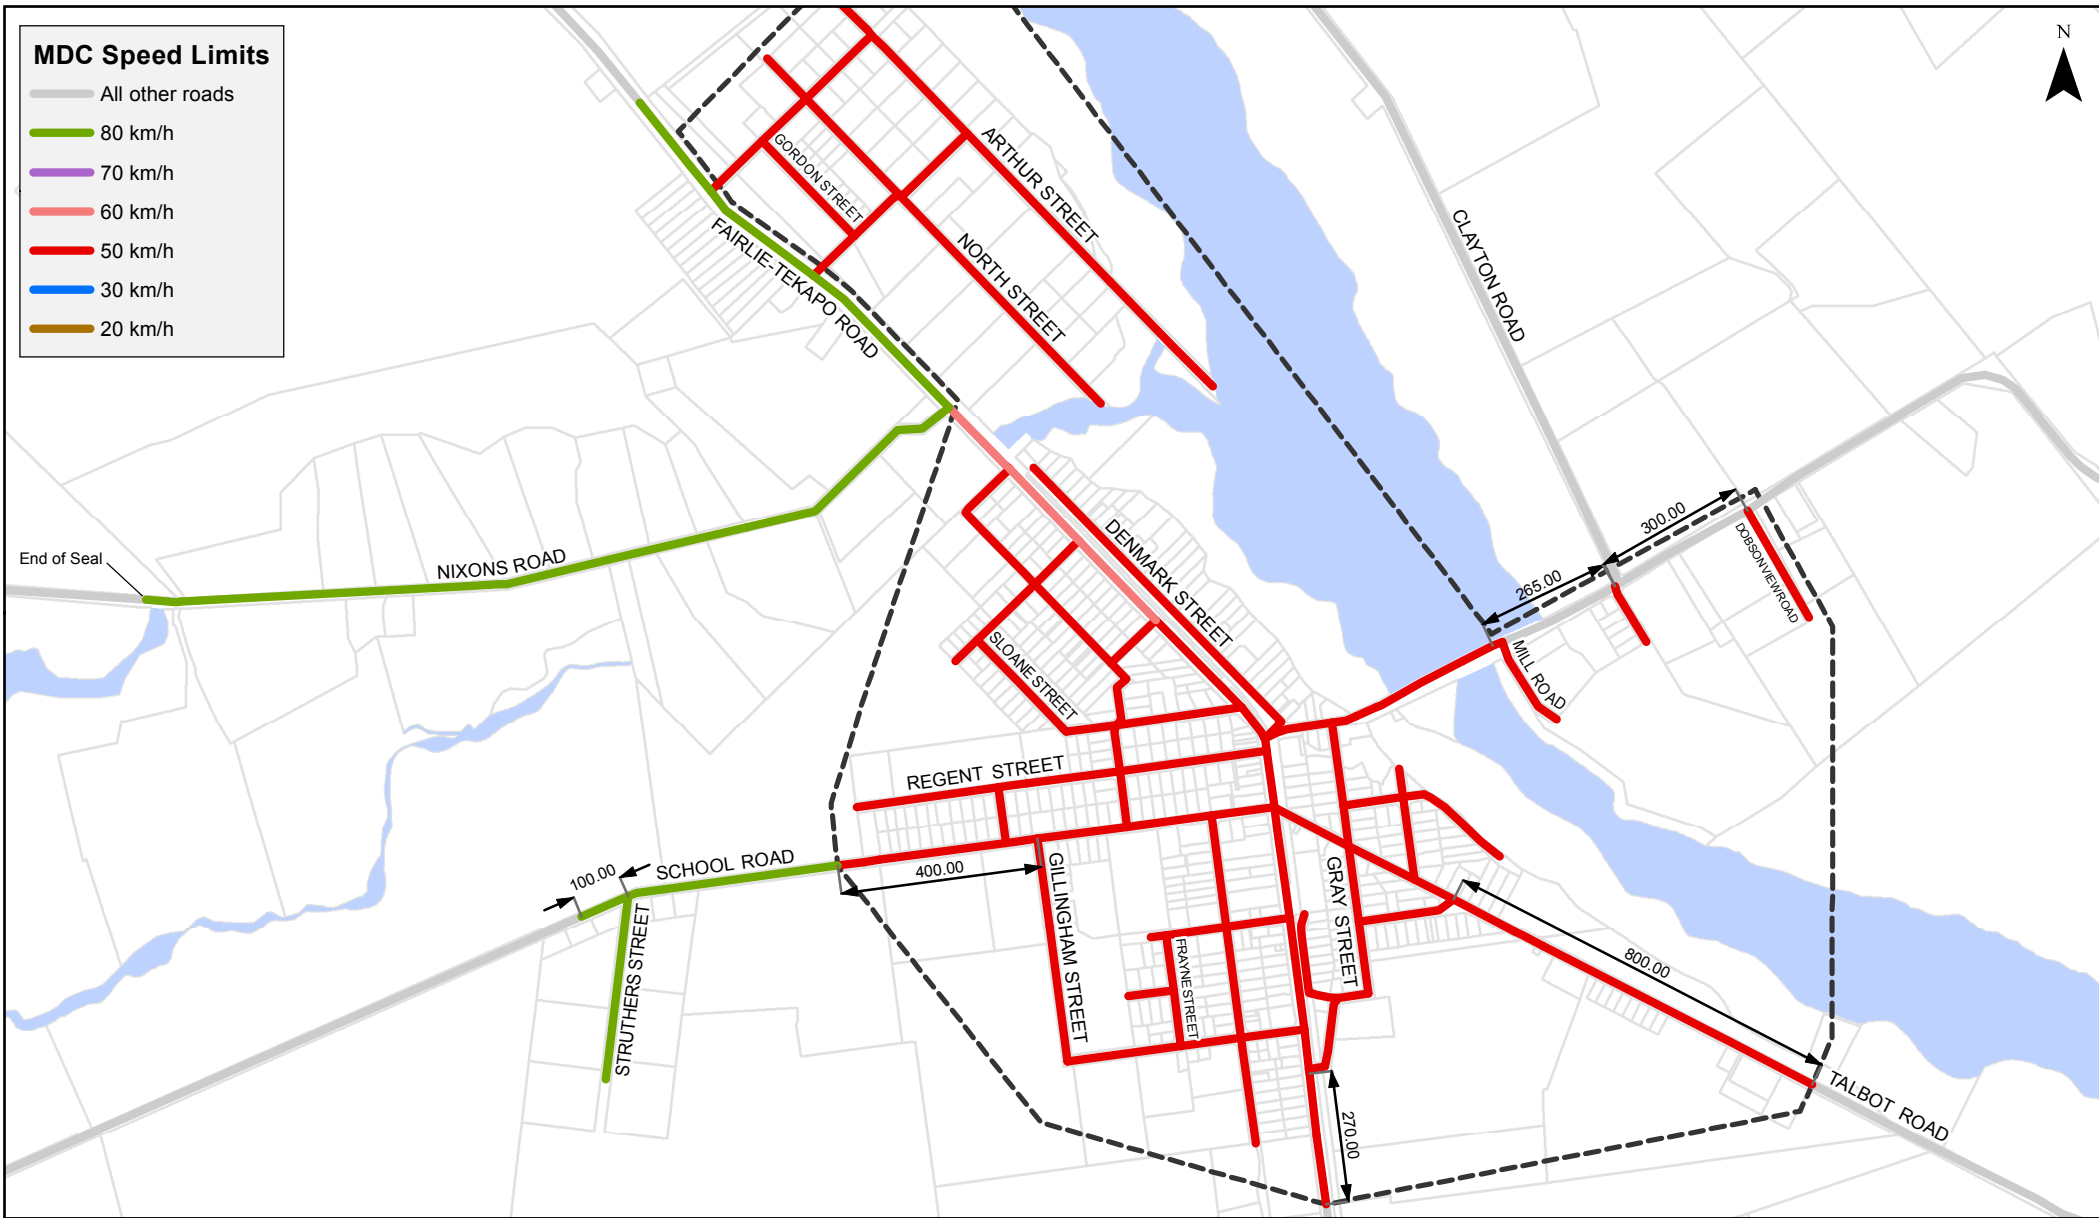 MDC Speed Limits
All other roads
80 km/h
70 km/h
60 km/h
50 km/h
30 km/h
20 km/h
N
GORDON STREET
ARTHUR STREET
NORTH STREET
FAIRLIE-TEKAPO ROAD
CLAYTON ROAD
End of Seal
NIXONS ROAD
DENMARK STREET
300.00
265.00
DOBSON VIEW ROAD
MILL ROAD
SLOANE STREET
REGENT STREET
SCHOOL ROAD
100.00
400.00
STRUTHERS STREET
GILLINGHAM STREET
FRAYNE STREET
GRAY STREET
800.00
270.00
TALBOT ROAD